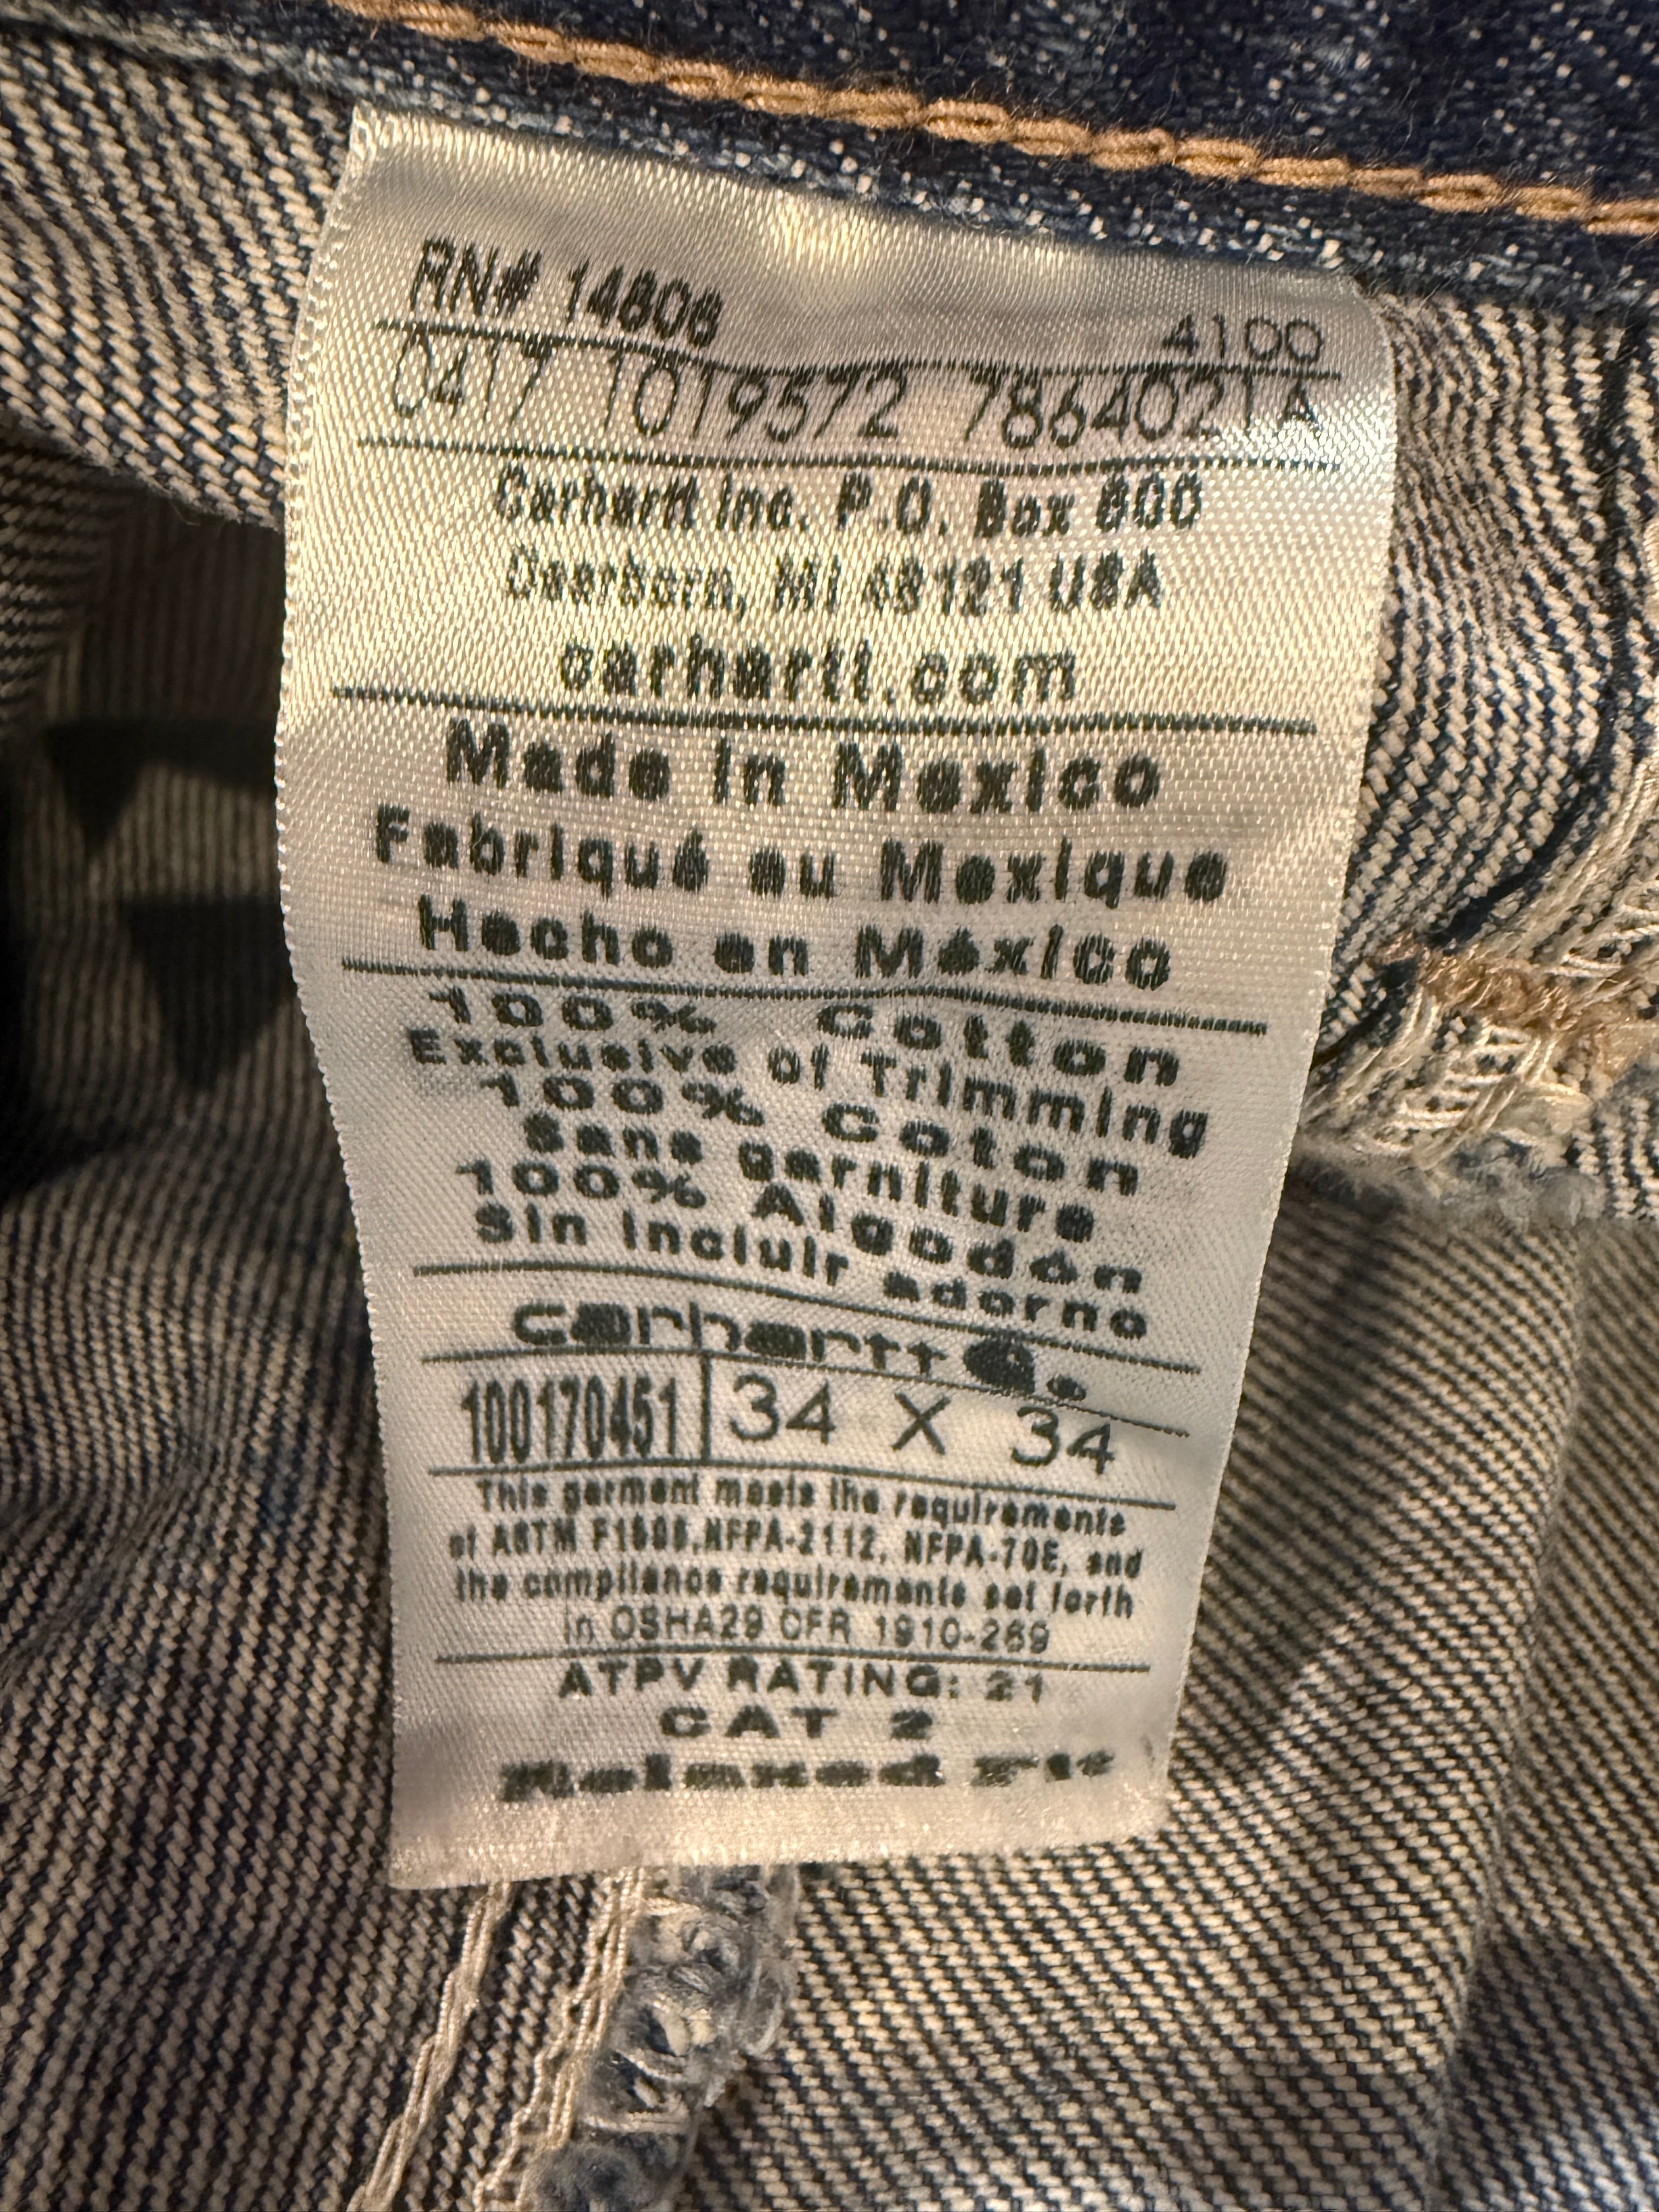 RN# 14806 4100
0417 1019572 7864021A
Carhartt Inc. P.O. Box 600
Dearborn, MI 48121 USA
carhartt.com
Made in Mexico
Fabriqué au Mexique
Hecho en México
100% Cotton
Exclusive of Trimming
100% Coton
Sans garniture
100% Algodón
Sin incluir adorno
carhartt
100170451 34 X 34
This garment meets the requirements
of ASTM F1506,NFPA-2112, NFPA-70E, and
the compliance requirements set forth
in OSHA29 CFR 1910-269
ATPV RATING: 21
CAT 2
Relaxed Fit